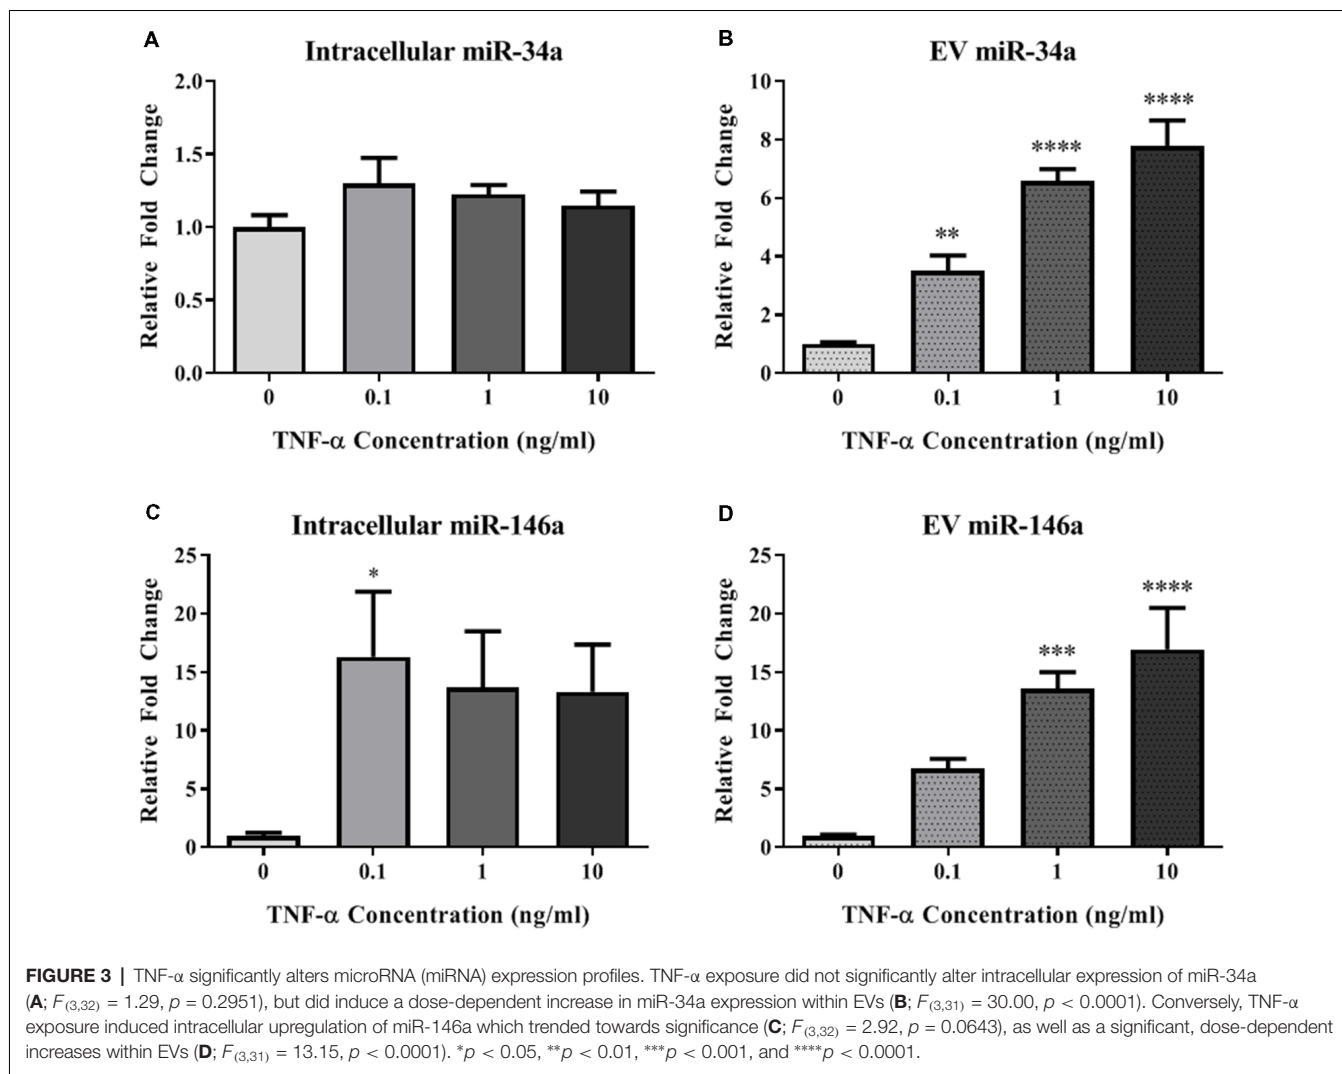 A
Intracellular miR-34a
Relative Fold Change
2.0
1.5
1.0
0.5
0.0
0 0.1 1 10
TNF-α Concentration (ng/ml)
B
EV miR-34a
Relative Fold Change
10
8
6
4
2
0
**
****
****
0 0.1 1 10
TNF-α Concentration (ng/ml)
C
Intracellular miR-146a
Relative Fold Change
25
20
15
10
5
0
*
0 0.1 1 10
TNF-α Concentration (ng/ml)
D
EV miR-146a
Relative Fold Change
25
20
15
10
5
0
***
****
0 0.1 1 10
TNF-α Concentration (ng/ml)
FIGURE 3 | TNF-α significantly alters microRNA (miRNA) expression profiles. TNF-α exposure did not significantly alter intracellular expression of miR-34a
(A; F(3,32) = 1.29, p = 0.2951), but did induce a dose-dependent increase in miR-34a expression within EVs (B; F(3,31) = 30.00, p < 0.0001). Conversely, TNF-α
exposure induced intracellular upregulation of miR-146a which trended towards significance (C; F(3,32) = 2.92, p = 0.0643), as well as a significant, dose-dependent
increases within EVs (D; F(3,31) = 13.15, p < 0.0001). *p < 0.05, **p < 0.01, ***p < 0.001, and ****p < 0.0001.